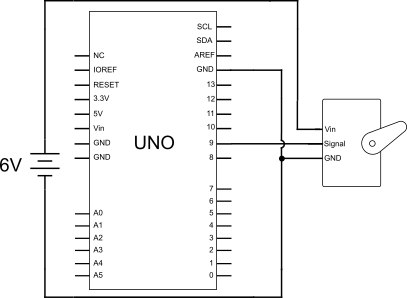 SCL
SDA
NC AREF
IOREF GND
RESET 13
3.3V 12
5V 11
Vin 10 Vin
GND UNO 9 Signal
GND 8 GND
6V
7
6
A0 5
A1 4
A2 3
A3 2
A4 1
A5 0